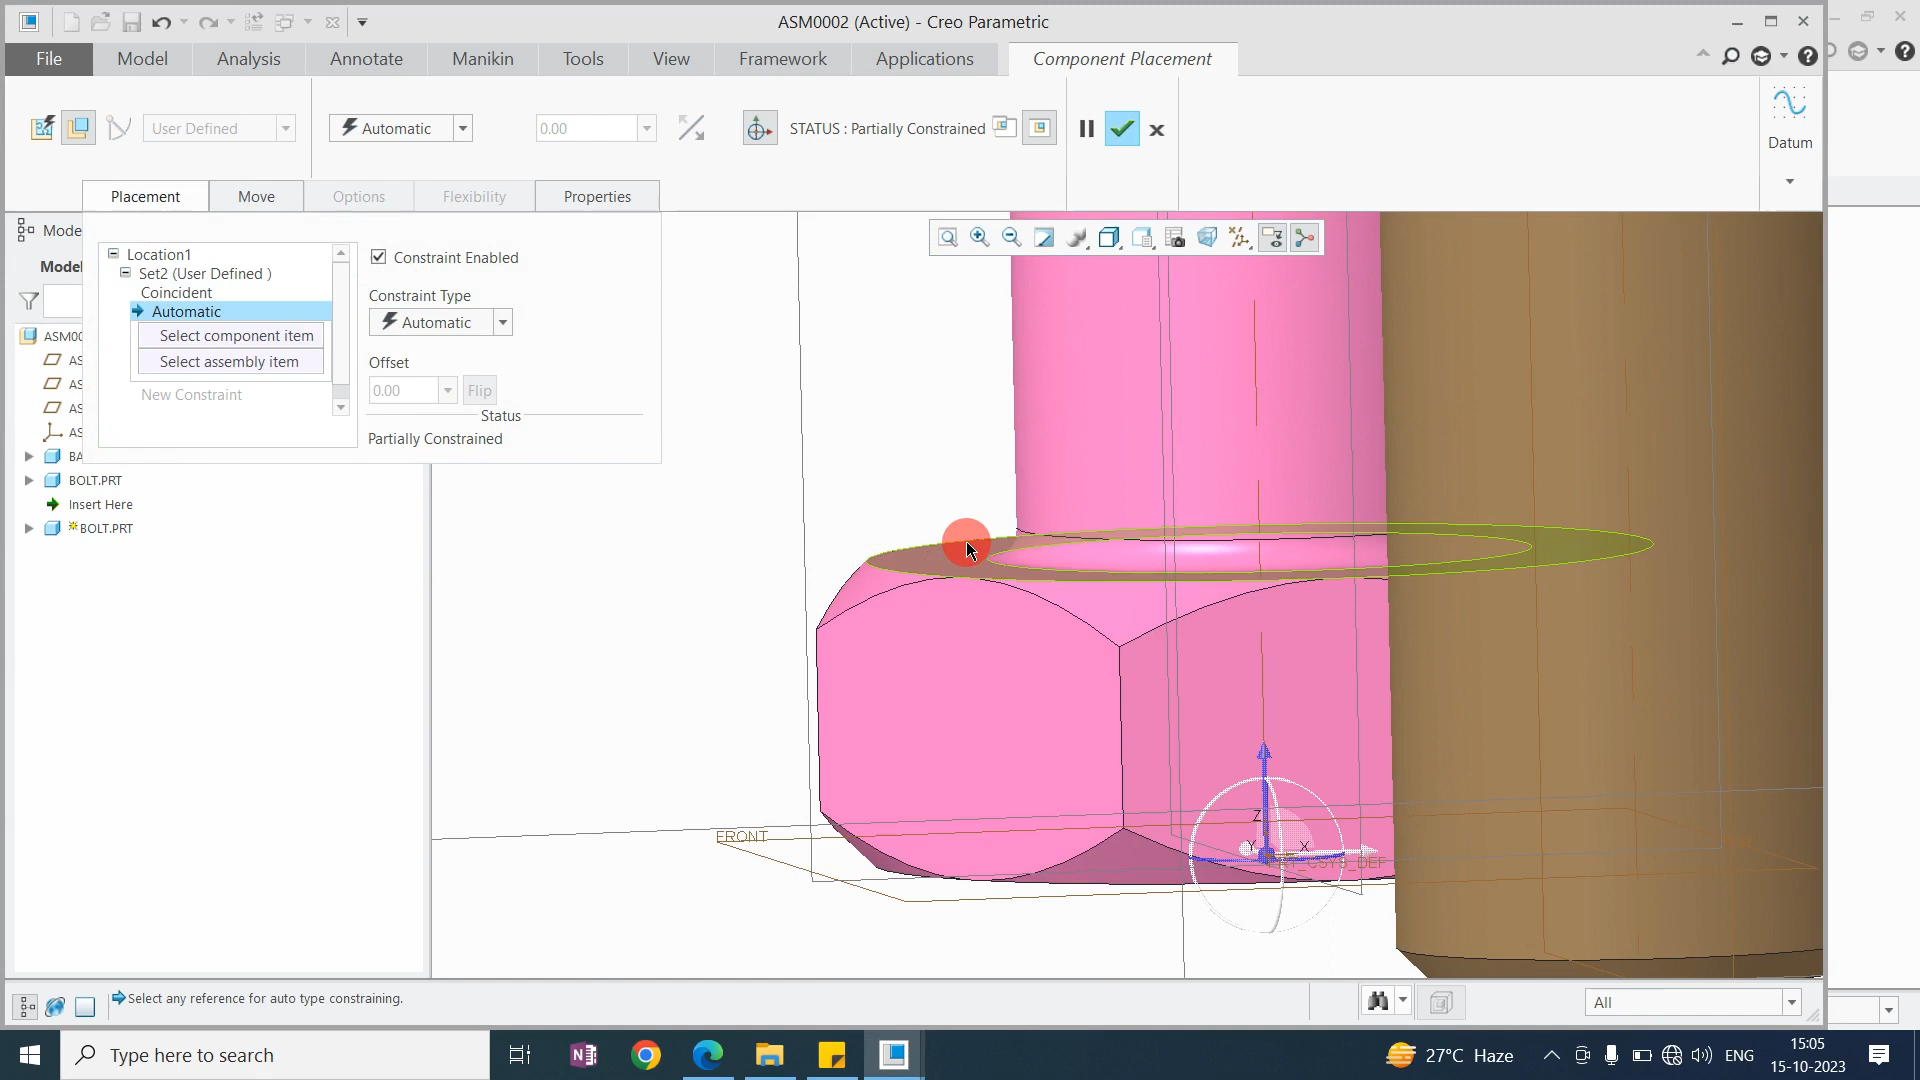 ASM0002 (Active) - Creo Parametric
File
Model
Analysis
Annotate
Manikin
Tools
View
Framework
Applications
Component Placement
User Defined
Automatic
0.00
STATUS : Partially Constrained
Datum
Placement
Move
Options
Flexibility
Properties
Mode
Model
Location1
Set2 (User Defined )
Coincident
Automatic
Select component item
Select assembly item
New Constraint
Constraint Enabled
Constraint Type
Automatic
Offset
0.00
Flip
Status
Partially Constrained
ASM00
AS
AS
AS
AS
BA
BOLT.PRT
Insert Here
BOLT.PRT
FRONT
Z
Y
X
Select any reference for auto type constraining.
All
Type here to search
27°C Haze
ENG
15:05
15-10-2023